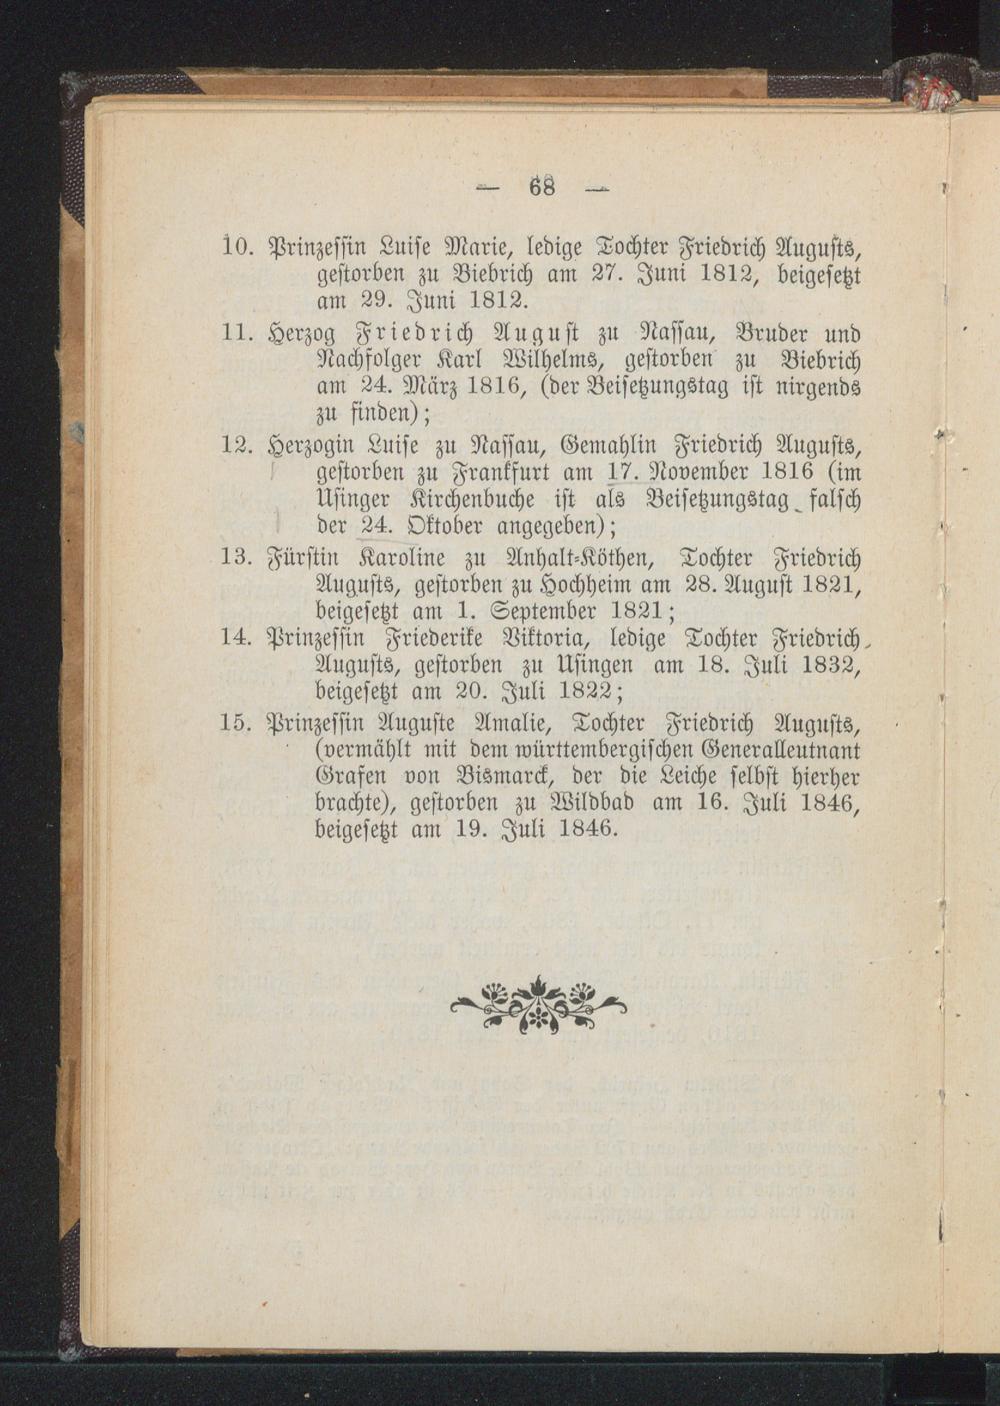 — 68 —
10. Prinzessin Luise Marie, ledige Tochter Friedrich Augusts,
gestorben zu Biebrich am 27. Juni 1812, beigesetzt
am 29. Juni 1812.
11. Herzog Friedrich August zu Nassau, Bruder und
Nachfolger Karl Wilhelms, gestorben zu Biebrich
am 24. März 1816, (der Beisetzungstag ist nirgends
zu finden);
12. Herzogin Luise zu Nassau, Gemahlin Friedrich Augusts,
gestorben zu Frankfurt am 17. November 1816 (im
Usinger Kirchenbuche ist als Beisetzungstag falsch
der 24. Oktober angegeben);
13. Fürstin Karoline zu Anhalt-Köthen, Tochter Friedrich
Augusts, gestorben zu Hochheim am 28. August 1821,
beigesetzt am 1. September 1821;
14. Prinzessin Friederike Viktoria, ledige Tochter Friedrich
Augusts, gestorben zu Usingen am 18. Juli 1832,
beigesetzt am 20. Juli 1822;
15. Prinzessin Auguste Amalie, Tochter Friedrich Augusts,
(vermählt mit dem württembergischen Generalleutnant
Grafen von Bismarck, der die Leiche selbst hierher
brachte), gestorben zu Wildbad am 16. Juli 1846,
beigesetzt am 19. Juli 1846.